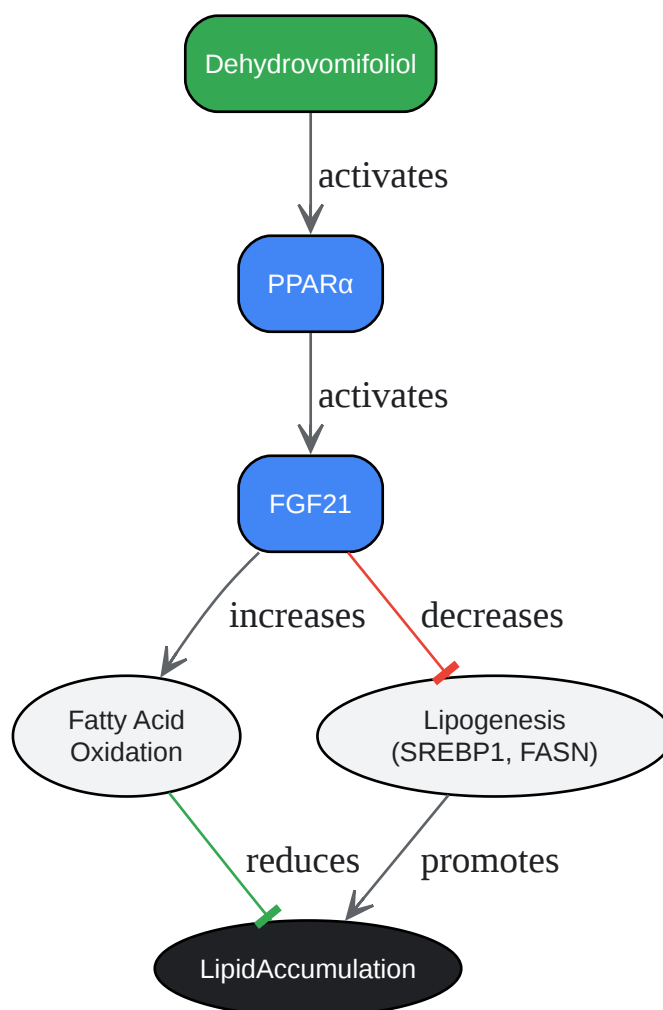 Dehydrovomifoliol
activates
PPARα
activates
FGF21
increases
decreases
Fatty Acid
Oxidation
Lipogenesis
(SREBP1, FASN)
reduces
promotes
LipidAccumulation